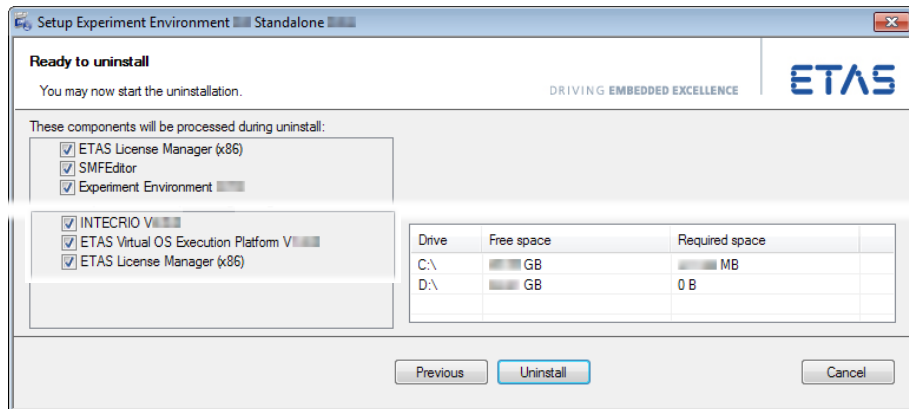 Setup Experiment Environment Standalone
Ready to uninstall
You may now start the uninstallation.
DRIVING EMBEDDED EXCELLENCE
ETAS
These components will be processed during uninstall:
ETAS License Manager (x86)
SMFEditor
Experiment Environment
INTECRIO V
ETAS Virtual OS Execution Platform V
ETAS License Manager (x86)
Drive Free space Required space
C:\ GB MB
D:\ GB 0 B
Previous Uninstall Cancel